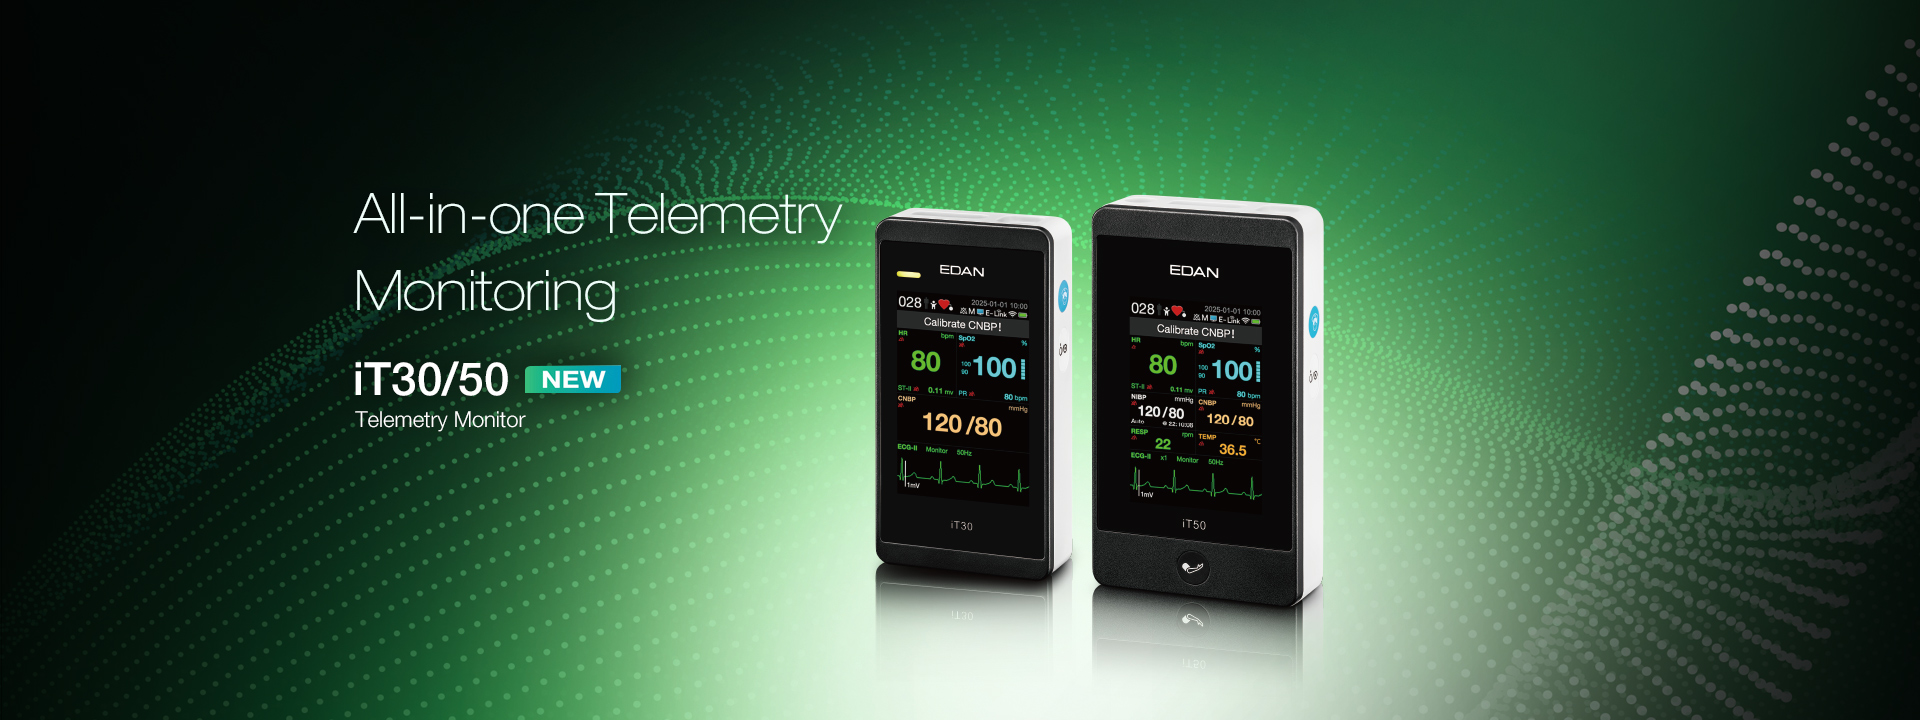 All-in-one Telemetry
Monitoring
iT30/50 NEW
Telemetry Monitor
EDAN
028 2025-01-01 10:00
M E-Link
Calibrate CNBP!
HR bpm SpO2 %
80 100 90 100
ST-II 0.11 mv PR 80 bpm
CNBP mmHg
120/80
ECG-II Monitor 50Hz
1mV
iT30
EDAN
028 2025-01-01 10:00
M E-Link
Calibrate CNBP!
HR bpm SpO2 %
80 100 90 100
ST-II 0.11 mv PR 80 bpm
NIBP mmHg CNBP mmHg
120/80 120/80
Auto 22:10:08
RESP rpm TEMP °C
22 36.5
ECG-II x1 Monitor 50Hz
1mV
iT50